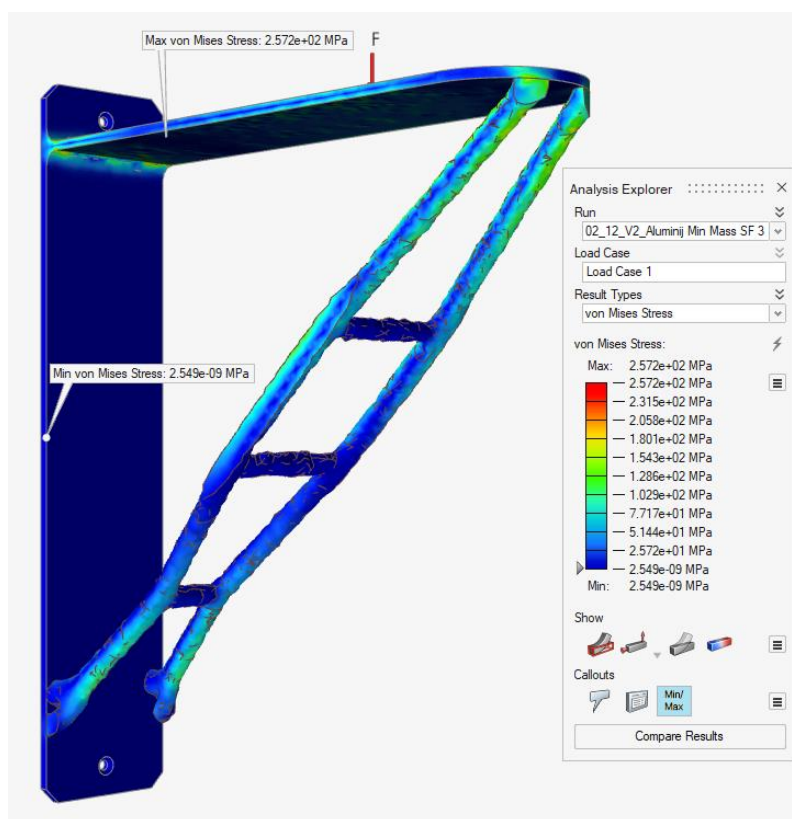 Max von Mises Stress: 2.572e+02 MPa
F
Min von Mises Stress: 2.549e-09 MPa
Analysis Explorer
Run
02_12_V2_Aluminij Min Mass SF 3
Load Case
Load Case 1
Result Types
von Mises Stress
von Mises Stress:
Max: 2.572e+02 MPa
2.572e+02 MPa
2.315e+02 MPa
2.058e+02 MPa
1.801e+02 MPa
1.543e+02 MPa
1.286e+02 MPa
1.029e+02 MPa
7.717e+01 MPa
5.144e+01 MPa
2.572e+01 MPa
2.549e-09 MPa
Min: 2.549e-09 MPa
Show
Callouts
Min/
Max
Compare Results